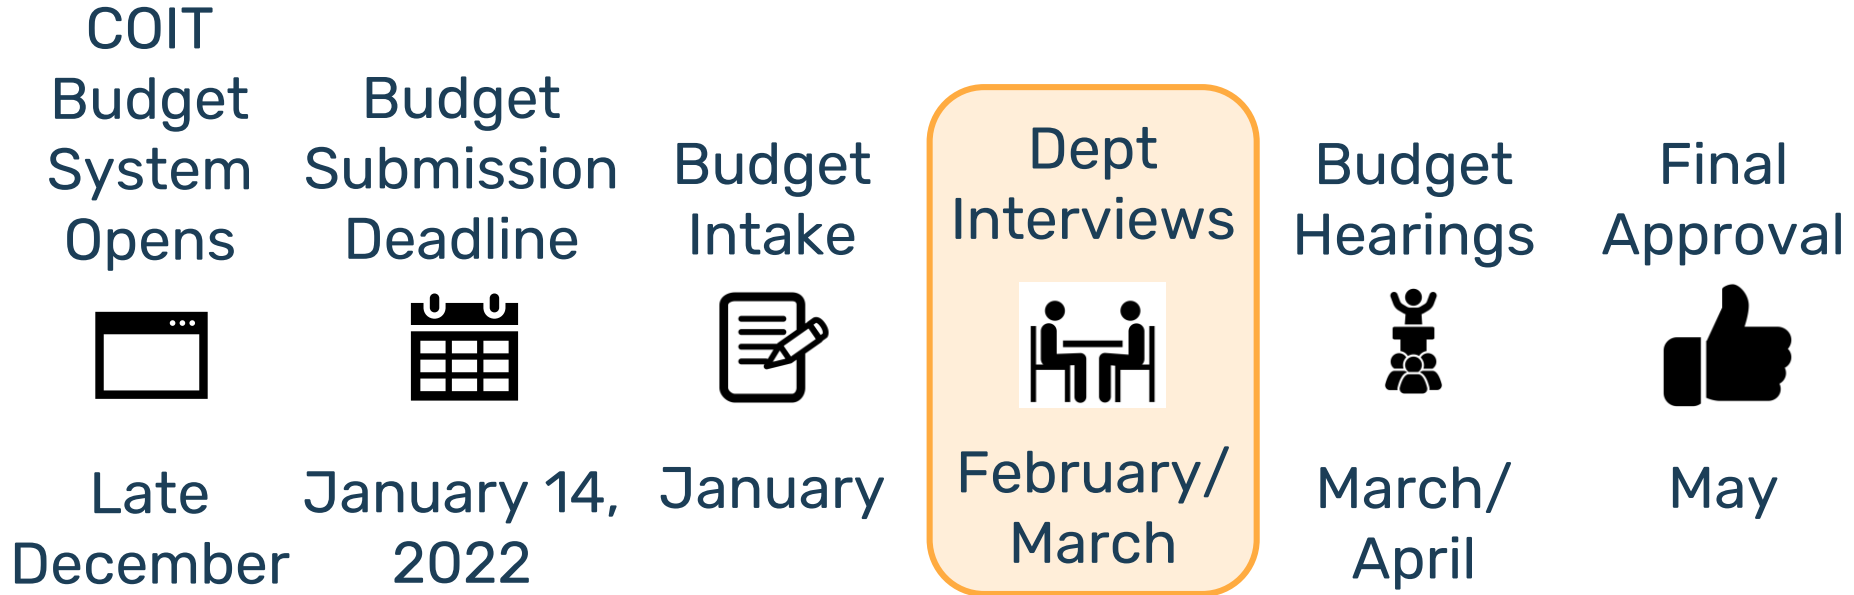 COIT
Budget
System
Opens
Late
December
Budget
Submission
Deadline
January 14,
2022
Budget
Intake
January
Dept
Interviews
February/
March
Budget
Hearings
March/
April
Final
Approval
May